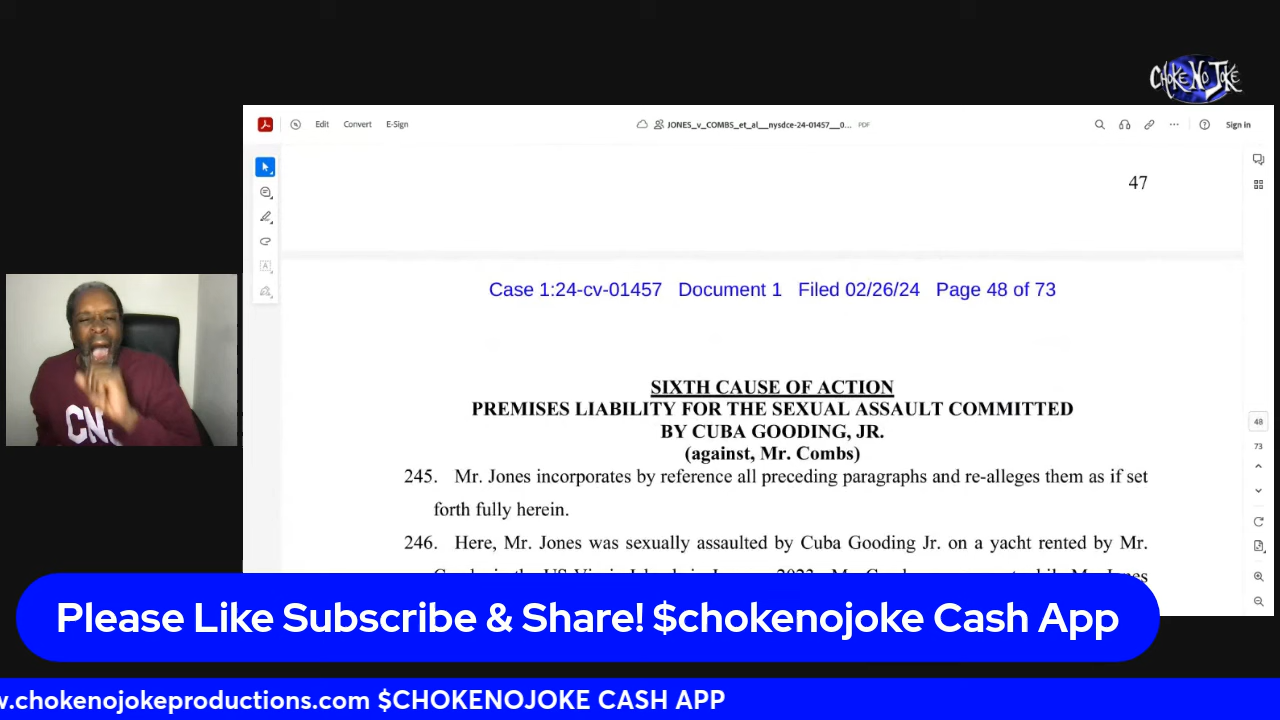 CHOKE NO JOKE
Edit Convert E-Sign
JONES_v_COMBS_et_al__nysdce-24-01457__0... PDF
Sign in
47
Case 1:24-cv-01457 Document 1 Filed 02/26/24 Page 48 of 73
SIXTH CAUSE OF ACTION
PREMISES LIABILITY FOR THE SEXUAL ASSAULT COMMITTED
BY CUBA GOODING, JR.
(against, Mr. Combs)
245. Mr. Jones incorporates by reference all preceding paragraphs and re-alleges them as if set
forth fully herein.
246. Here, Mr. Jones was sexually assaulted by Cuba Gooding Jr. on a yacht rented by Mr.
48
73
CNJ
Please Like Subscribe & Share! $chokenojoke Cash App
w.chokenojokeproductions.com $CHOKENOJOKE CASH APP